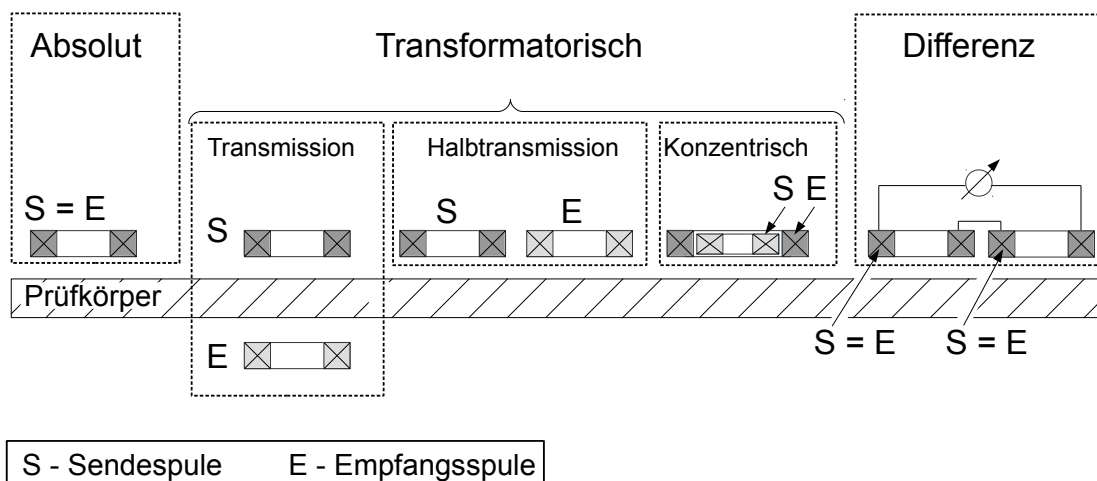 Absolut
Transformatorisch
Differenz
Transmission
Halbtransmission
Konzentrisch
S = E
S
S
E
S E
Prüfkörper
E
S = E
S = E
S - Sendespule E - Empfangsspule